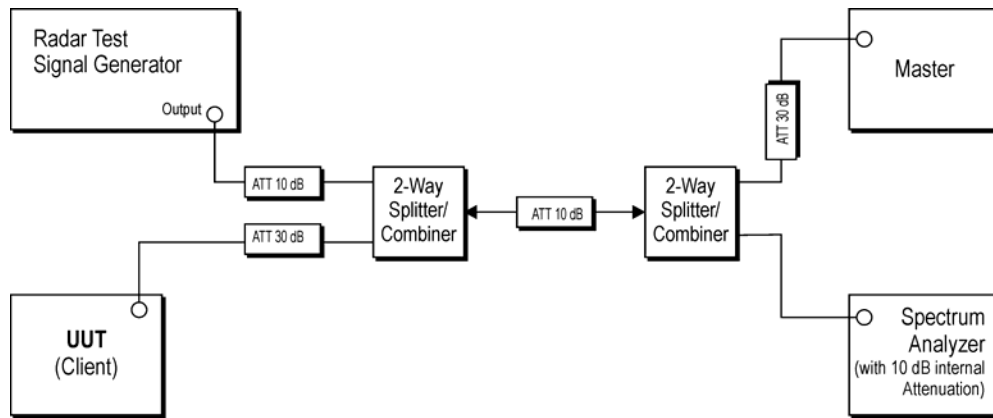 Radar Test
Signal Generator
Output
ATT 10 dB
ATT 30 dB
UUT
(Client)
2-Way
Splitter/
Combiner
ATT 10 dB
2-Way
Splitter/
Combiner
ATT 30 dB
Master
Spectrum
Analyzer
(with 10 dB internal
Attenuation)